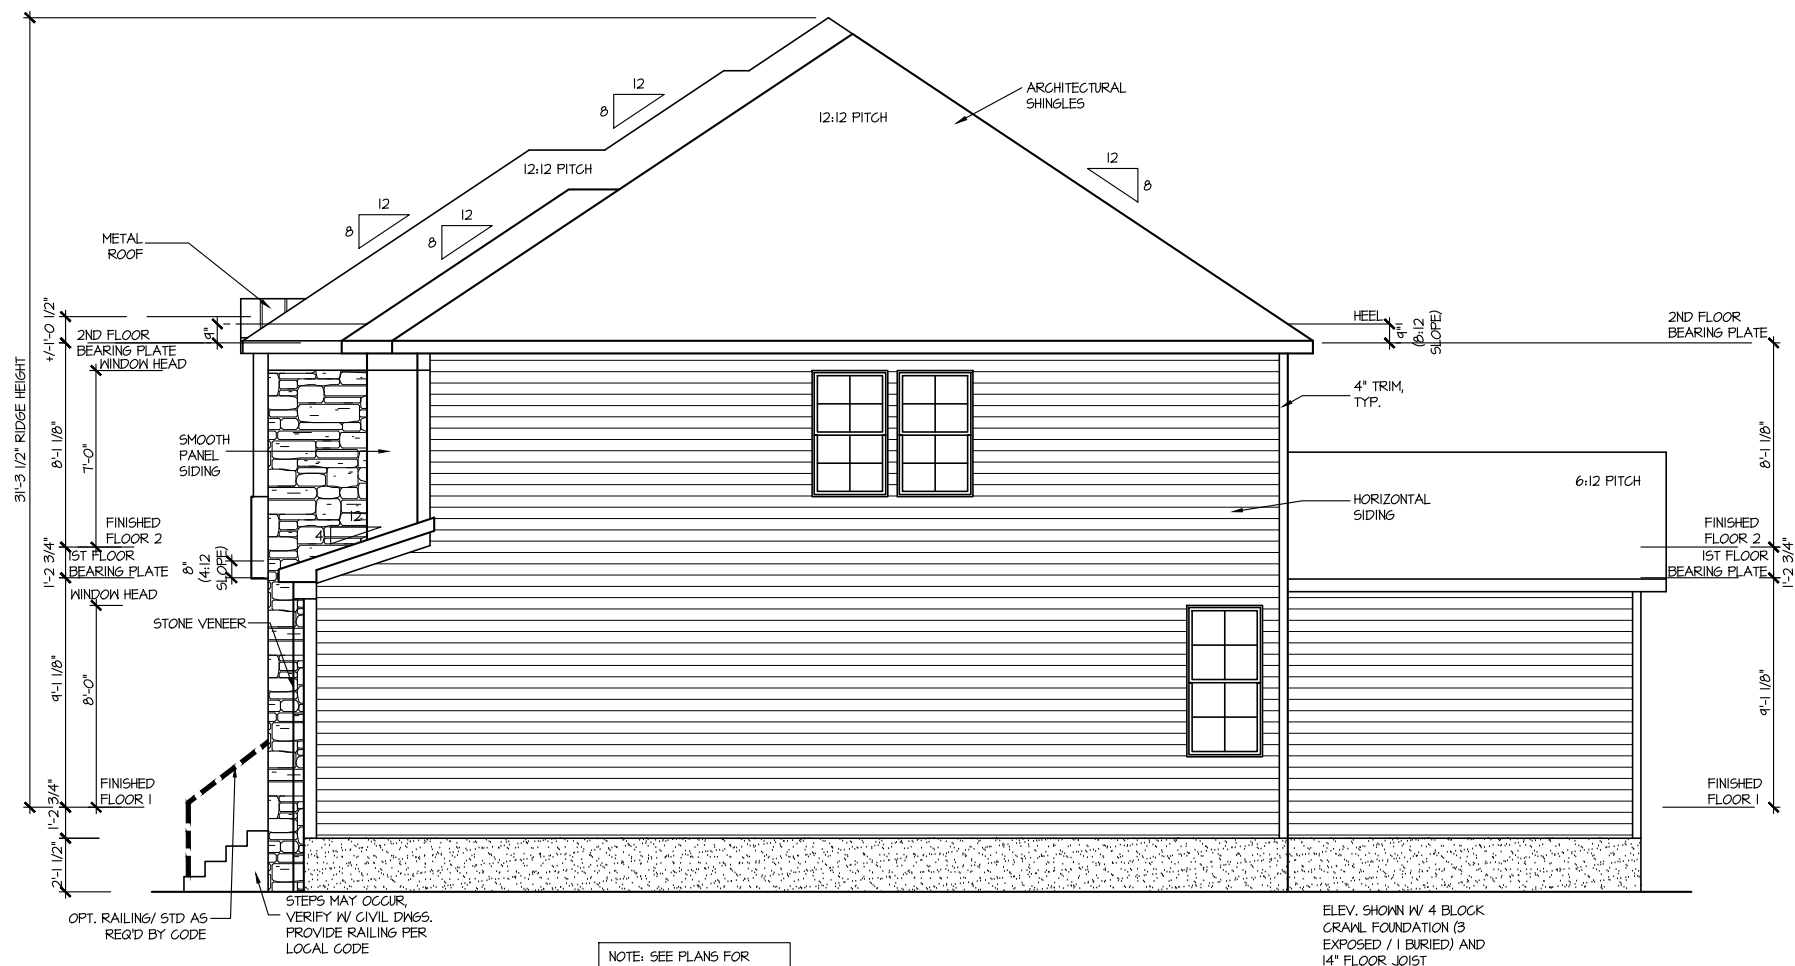 ARCHITECTURAL
SHINGLES
12:12 PITCH
12:12 PITCH
12
8
12
8
12
8
12
8
METAL
ROOF
31'-3 1/2" RIDGE HEIGHT
+/-1'-0 1/2"
9"
2ND FLOOR
BEARING PLATE
WINDOW HEAD
8'-1 1/8"
7'-0"
SMOOTH
PANEL
SIDING
12
4
FINISHED
FLOOR 2
1ST FLOOR
BEARING PLATE
1'-2 3/4"
8"
(4:12
SLOPE)
WINDOW HEAD
STONE VENEER
9'-1 1/8"
8'-0"
FINISHED
FLOOR 1
1'-2 3/4"
2'-1 1/2"
OPT. RAILING/ STD AS
REQ'D BY CODE
STEPS MAY OCCUR,
VERIFY W/ CIVIL DWGS.
PROVIDE RAILING PER
LOCAL CODE
NOTE: SEE PLANS FOR
HEEL
9"
(8:12
SLOPE)
2ND FLOOR
BEARING PLATE
4" TRIM,
TYP.
8'-1 1/8"
6:12 PITCH
HORIZONTAL
SIDING
FINISHED
FLOOR 2
1ST FLOOR
BEARING PLATE
1'-2 3/4"
9'-1 1/8"
FINISHED
FLOOR 1
ELEV. SHOWN W/ 4 BLOCK
CRAWL FOUNDATION (3
EXPOSED / 1 BURIED) AND
14" FLOOR JOIST